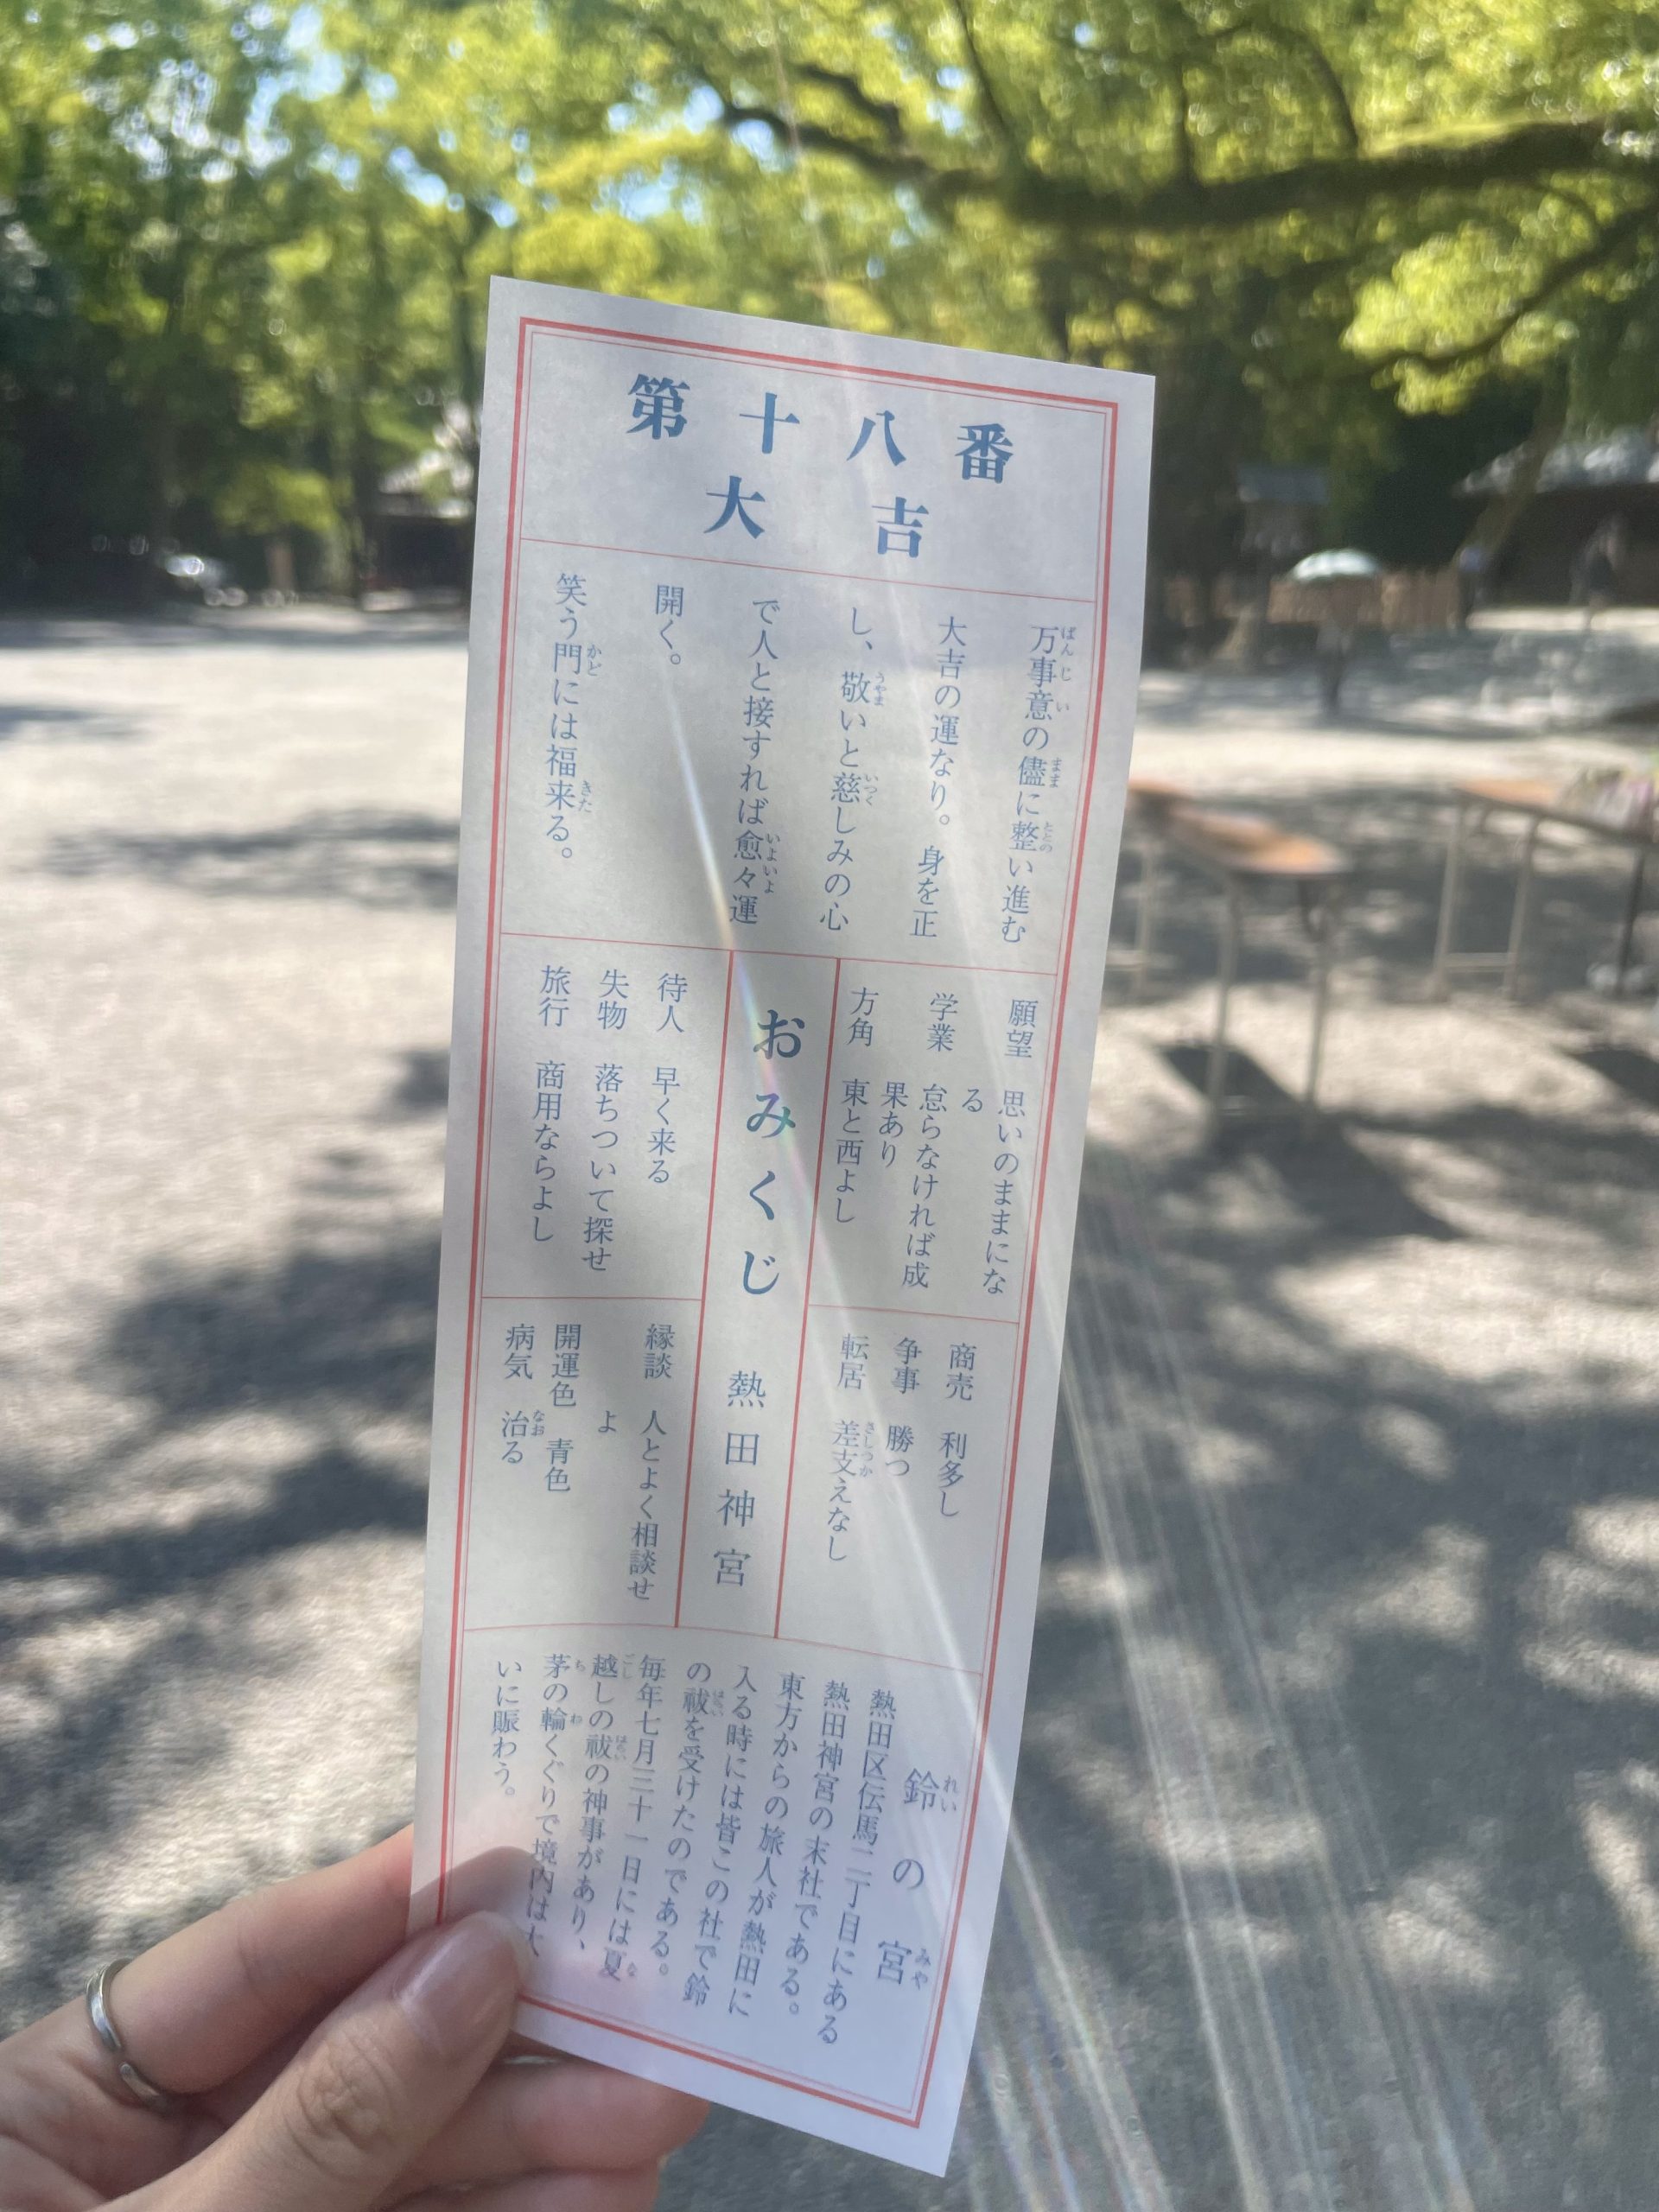 第十八番
大吉
万事意の儘に整い進む
大吉の運なり。身を正
し、敬いと慈しみの心
で人と接すれば愈々運
開く。
笑う門には福来る。
願望 思いのままにな
る
学業 怠らなければ成
果あり
方角 東と西よし
商売 利多し
争事 勝つ
転居 差支えなし
おみくじ 熱田神宮
待人 早く来る
失物 落ちついて探せ
旅行 商用ならよし
縁談 人とよく相談せ
よ
開運色 青色
病気 治る
鈴の宮
熱田区伝馬二丁目にある
熱田神宮の末社である。
東方からの旅人が熱田に
入る時には皆この社で鈴
の祓を受けたのである。
毎年七月三十一日には夏
越しの祓の神事があり、
茅の輪くぐりで境内は大
いに賑わう。